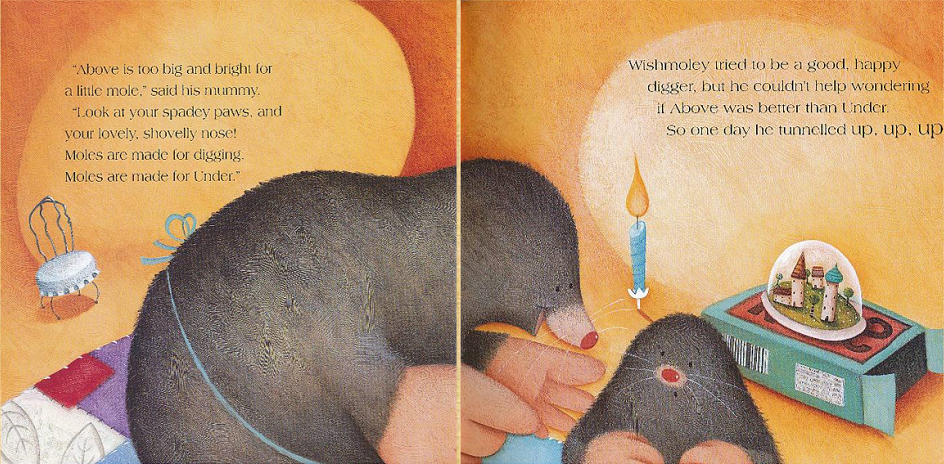 "Above is too big and bright for
a little mole," said his mummy.
"Look at your spadey paws, and
your lovely, shovelly nose!
Moles are made for digging.
Moles are made for Under."
Wishmoley tried to be a good, happy
digger, but he couldn't help wondering
if Above was better than Under.
So one day he tunnelled up, up, up